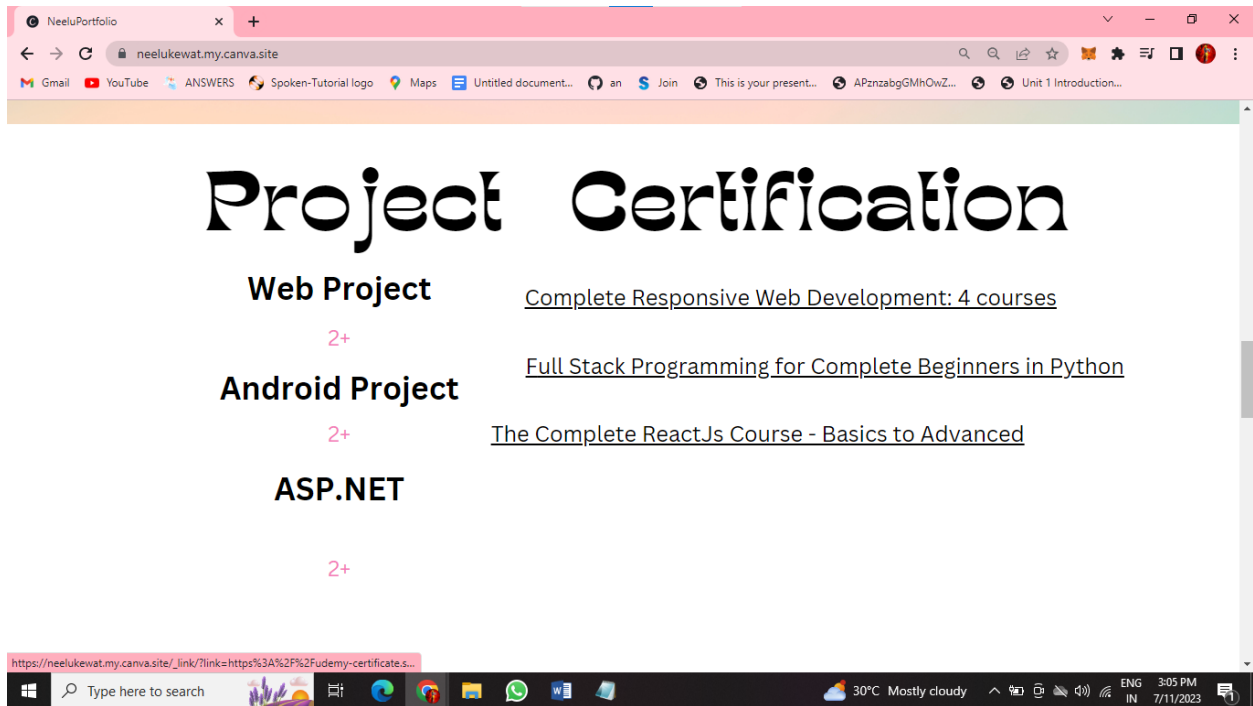 NeeluPortfolio
neelukewat.my.canva.site
Gmail YouTube ANSWERS Spoken-Tutorial logo Maps Untitled document... an Join This is your present... APznzabgGMhOwZ... Unit 1 Introduction...
Project Certification
Web Project
Complete Responsive Web Development: 4 courses
2+
Full Stack Programming for Complete Beginners in Python
Android Project
2+
The Complete ReactJs Course - Basics to Advanced
ASP.NET
2+
https://neelukewat.my.canva.site/_link/?link=https%3A%2F%2Fudemy-certificate.s...
Type here to search
30°C Mostly cloudy
ENG
IN
3:05 PM
7/11/2023
1